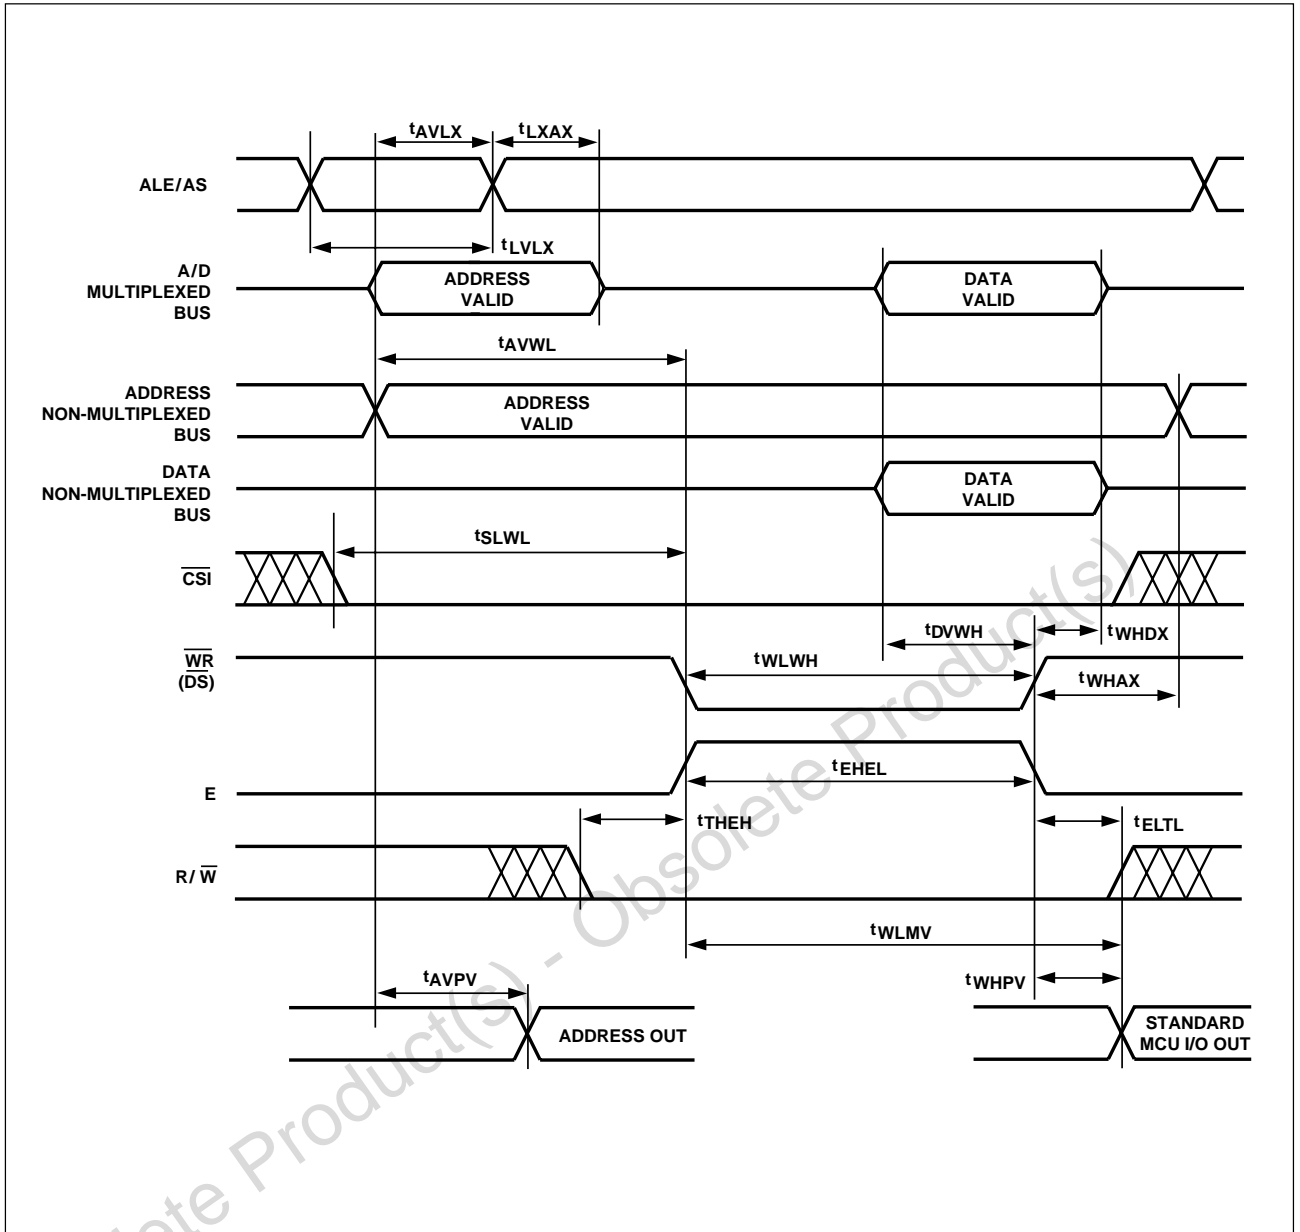 tAVLX
tLXAX
ALE/AS
tLVLX
A/D
MULTIPLEXED
BUS
ADDRESS
VALID
DATA
VALID
tAVWL
ADDRESS
NON-MULTIPLEXED
BUS
ADDRESS
VALID
DATA
NON-MULTIPLEXED
BUS
DATA
VALID
tSLWL
CSI
tDVWH
tWHDX
WR
(DS)
tWLWH
tWHAX
E
tEHEL
tTHEH
tELTL
R/ W
tWLMV
tAVPV
tWHPV
ADDRESS OUT
STANDARD
MCU I/O OUT
lete Product(s) - Obsolete Product(s)